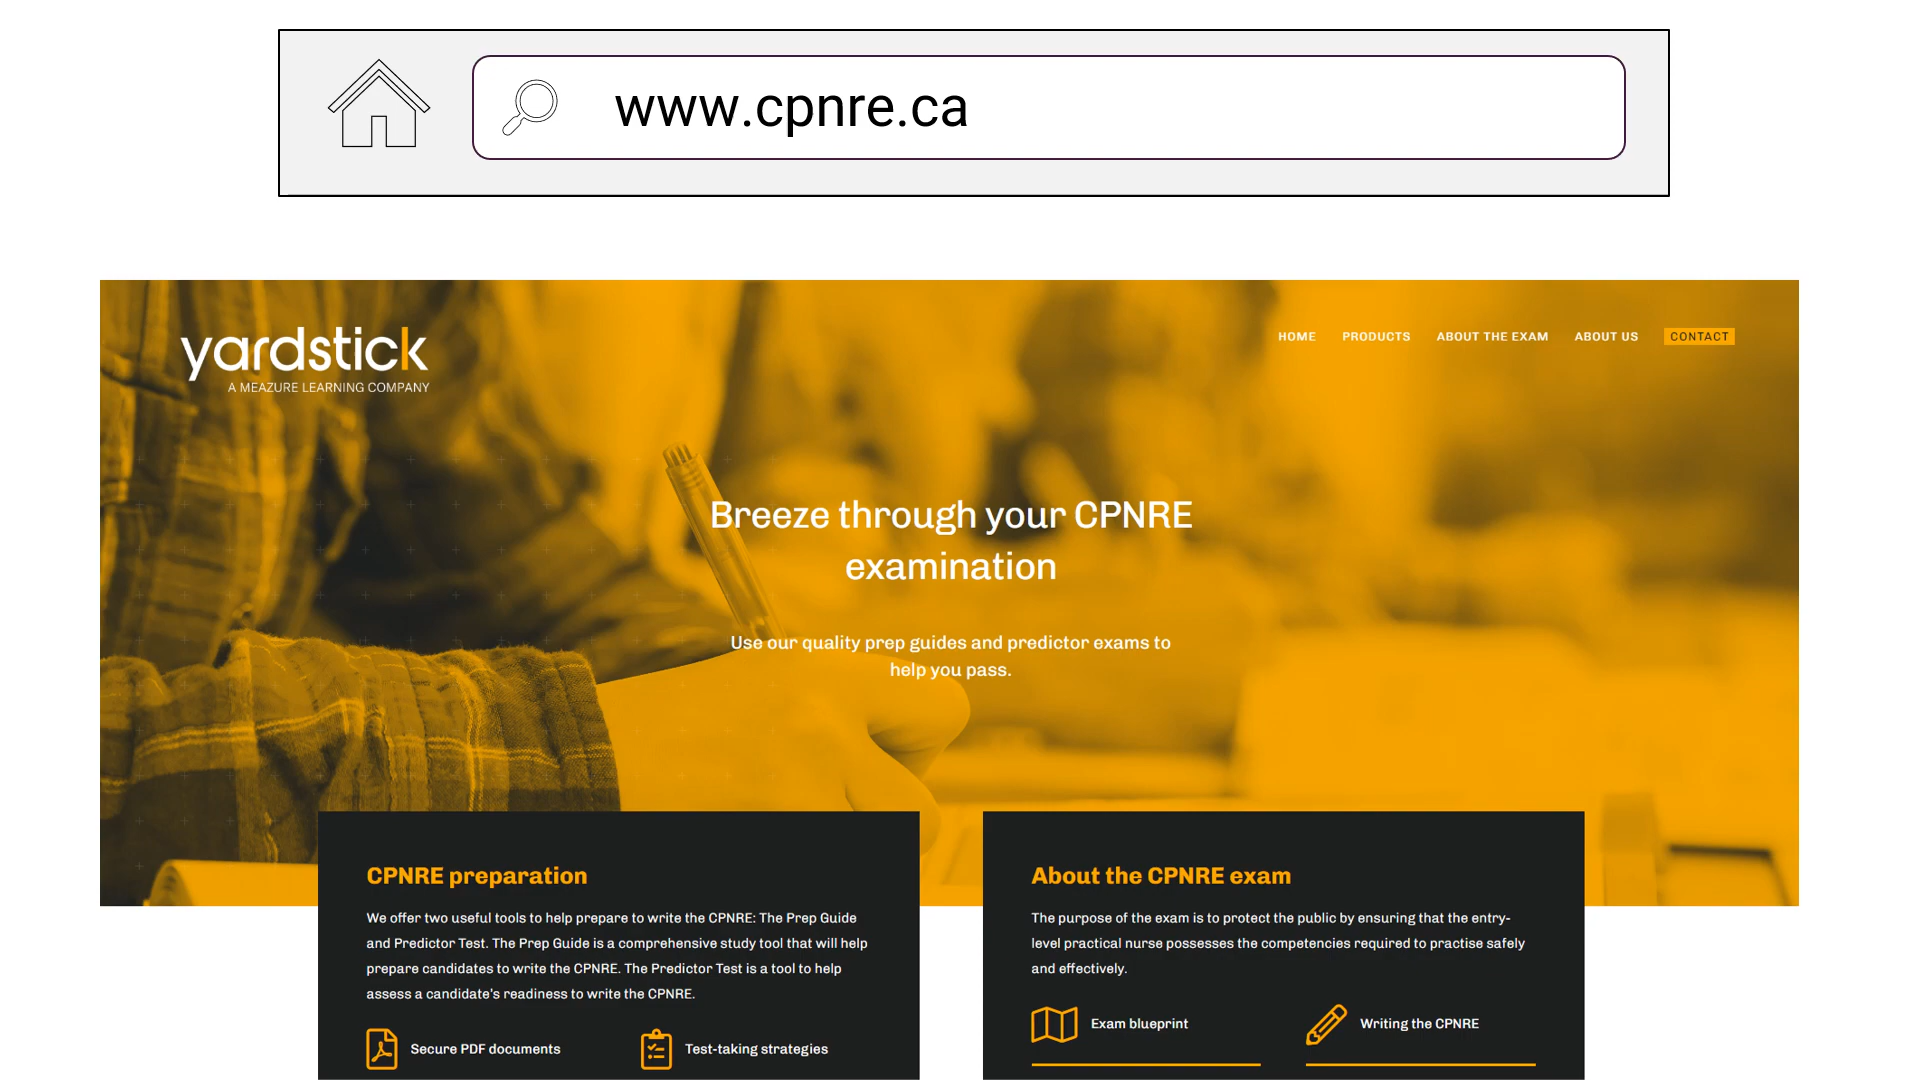 www.cpnre.ca
yardstick
A MEAZURE LEARNING COMPANY
HOME PRODUCTS ABOUT THE EXAM ABOUT US CONTACT
Breeze through your CPNRE
examination
Use our quality prep guides and predictor exams to
help you pass.
CPNRE preparation
We offer two useful tools to help prepare to write the CPNRE: The Prep Guide
and Predictor Test. The Prep Guide is a comprehensive study tool that will help
prepare candidates to write the CPNRE. The Predictor Test is a tool to help
assess a candidate's readiness to write the CPNRE.
Secure PDF documents
Test-taking strategies
About the CPNRE exam
The purpose of the exam is to protect the public by ensuring that the entry-
level practical nurse possesses the competencies required to practise safely
and effectively.
Exam blueprint
Writing the CPNRE